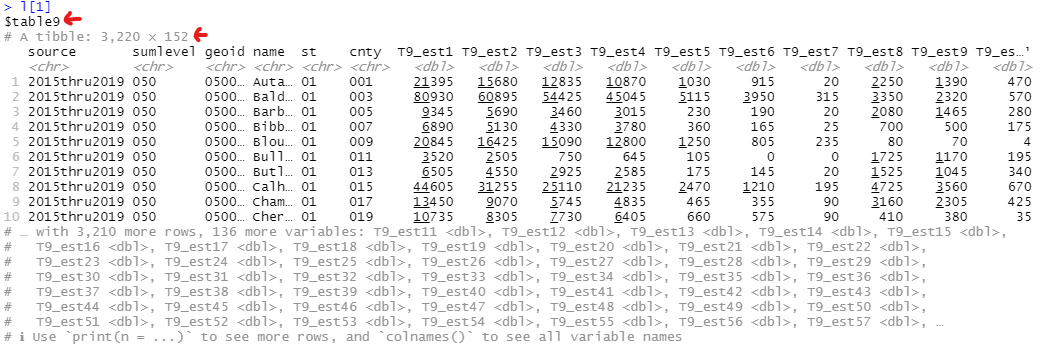 > l[1]
$table9
# A tibble: 3,220 × 152
source sumlevel geoid name st cnty T9_est1 T9_est2 T9_est3 T9_est4 T9_est5 T9_est6 T9_est7 T9_est8 T9_est9 T9_es…¹
<chr> <chr> <chr> <chr> <chr> <chr> <dbl> <dbl> <dbl> <dbl> <dbl> <dbl> <dbl> <dbl> <dbl> <dbl>
1 2015thru2019 050 0500… Auta… 01 001 21395 15680 12835 10870 1030 915 20 2250 1390 470
2 2015thru2019 050 0500… Bald… 01 003 80930 60895 54425 45045 5115 3950 315 3350 2320 570
3 2015thru2019 050 0500… Barb… 01 005 9345 5690 3460 3015 230 190 20 2080 1465 280
4 2015thru2019 050 0500… Bibb… 01 007 6890 5130 4330 3780 360 165 25 700 500 175
5 2015thru2019 050 0500… Blou… 01 009 20845 16425 15090 12800 1250 805 235 80 70 4
6 2015thru2019 050 0500… Bull… 01 011 3520 2505 750 645 105 0 0 1725 1170 195
7 2015thru2019 050 0500… Butl… 01 013 6505 4550 2925 2585 175 145 20 1525 1045 340
8 2015thru2019 050 0500… Calh… 01 015 44605 31255 25110 21235 2470 1210 195 4725 3560 670
9 2015thru2019 050 0500… Cham… 01 017 13450 9070 5745 4835 465 355 90 3160 2305 425
10 2015thru2019 050 0500… Cher… 01 019 10735 8305 7730 6405 660 575 90 410 380 35
# … with 3,210 more rows, 136 more variables: T9_est11 <dbl>, T9_est12 <dbl>, T9_est13 <dbl>, T9_est14 <dbl>, T9_est15 <dbl>,
# T9_est16 <dbl>, T9_est17 <dbl>, T9_est18 <dbl>, T9_est19 <dbl>, T9_est20 <dbl>, T9_est21 <dbl>, T9_est22 <dbl>,
# T9_est23 <dbl>, T9_est24 <dbl>, T9_est25 <dbl>, T9_est26 <dbl>, T9_est27 <dbl>, T9_est28 <dbl>, T9_est29 <dbl>,
# T9_est30 <dbl>, T9_est31 <dbl>, T9_est32 <dbl>, T9_est33 <dbl>, T9_est34 <dbl>, T9_est35 <dbl>, T9_est36 <dbl>,
# T9_est37 <dbl>, T9_est38 <dbl>, T9_est39 <dbl>, T9_est40 <dbl>, T9_est41 <dbl>, T9_est42 <dbl>, T9_est43 <dbl>,
# T9_est44 <dbl>, T9_est45 <dbl>, T9_est46 <dbl>, T9_est47 <dbl>, T9_est48 <dbl>, T9_est49 <dbl>, T9_est50 <dbl>,
# T9_est51 <dbl>, T9_est52 <dbl>, T9_est53 <dbl>, T9_est54 <dbl>, T9_est55 <dbl>, T9_est56 <dbl>, T9_est57 <dbl>, …
# ℹ Use `print(n = ...)` to see more rows, and `colnames()` to see all variable names